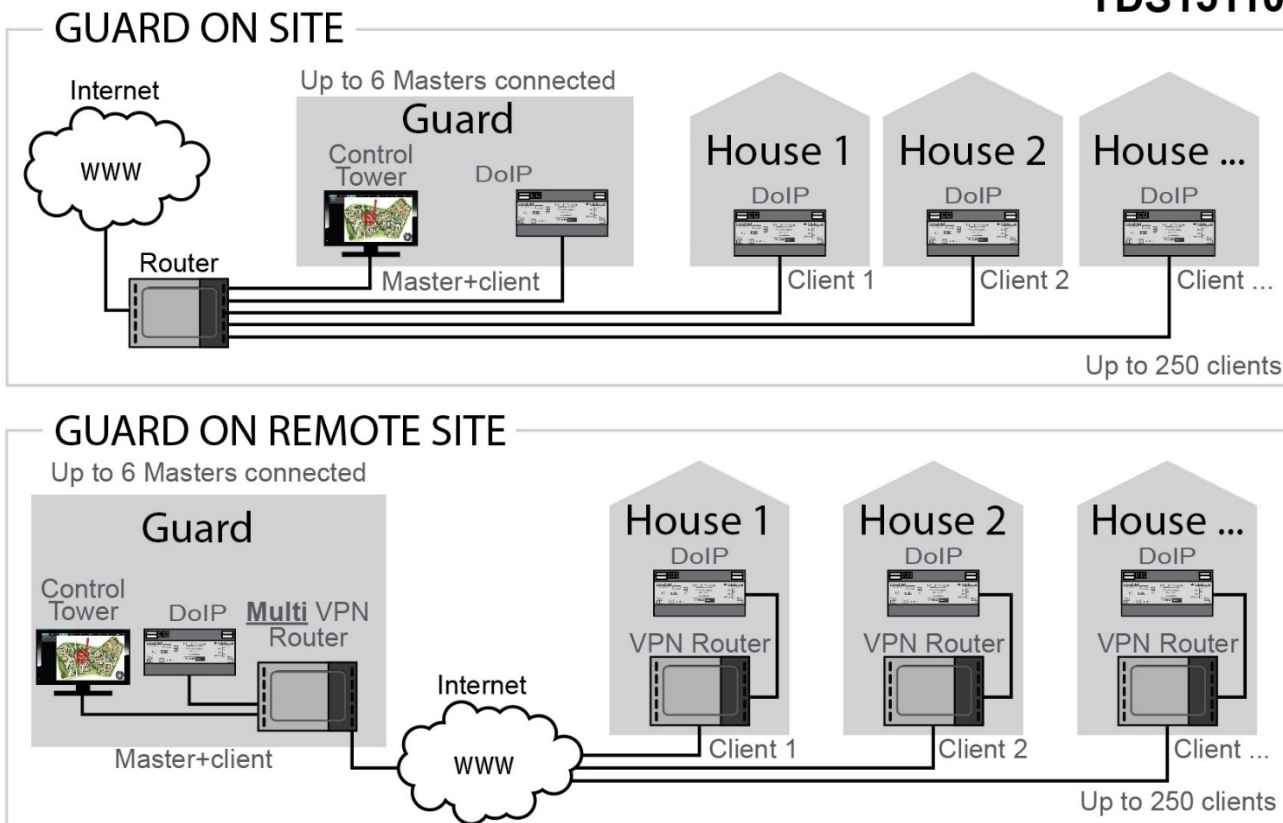 GUARD ON SITE
Internet
www
Router
Up to 6 Masters connected
Guard
Control
Tower
DoIP
Master+client
House 1
DoIP
Client 1
House 2
DoIP
Client 2
House ...
DoIP
Client ...
Up to 250 clients
GUARD ON REMOTE SITE
Up to 6 Masters connected
Guard
Control
Tower
DoIP
Multi VPN
Router
Master+client
Internet
www
House 1
DoIP
VPN Router
Client 1
House 2
DoIP
VPN Router
Client 2
House ...
DoIP
VPN Router
Client ...
Up to 250 clients